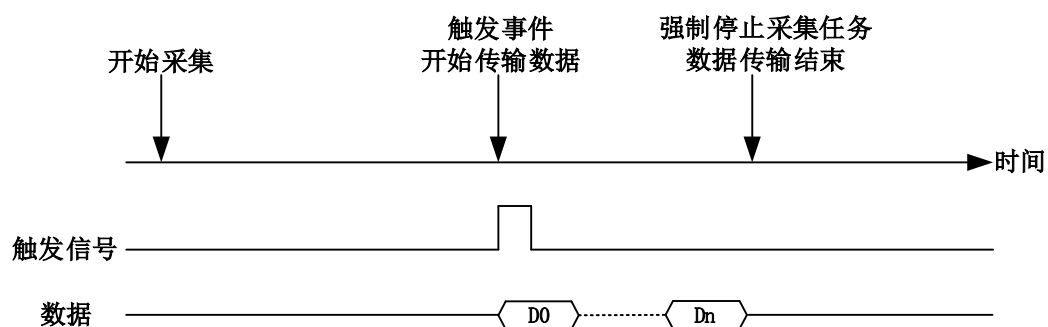 开始采集
触发事件
开始传输数据
强制停止采集任务
数据传输结束
时间
触发信号
数据
D0
Dn